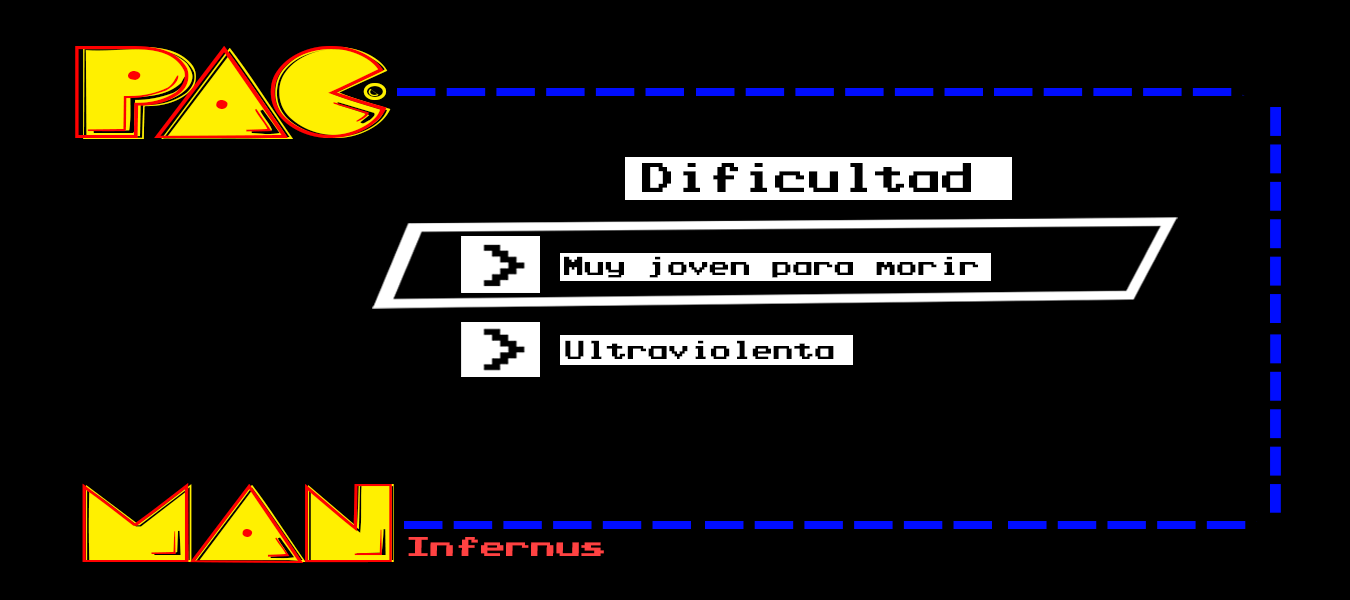 PAC
Dificultad
> Muy joven para morir
> Ultraviolenta
MAN
Infernus